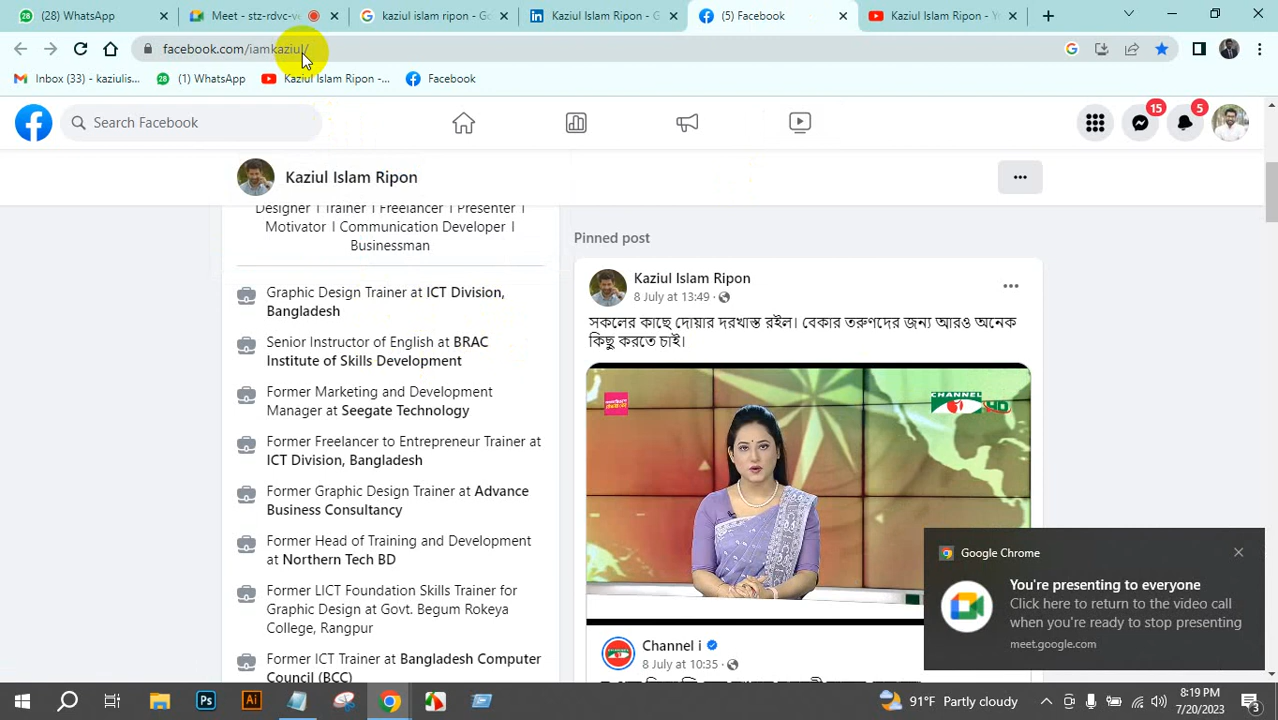 (28) WhatsApp
Meet - stz-rdvc-
kaziul islam ripon - G
Kaziul Islam Ripon -
(5) Facebook
Kaziul Islam Ripon - Y
facebook.com/iamkaziul/
Inbox (33) - kaziulis...
(1) WhatsApp
Kaziul Islam Ripon -...
Facebook
Search Facebook
15
5
Kaziul Islam Ripon
Designer I Trainer I Freelancer I Presenter I
Motivator I Communication Developer I
Businessman
Graphic Design Trainer at ICT Division,
Bangladesh
Senior Instructor of English at BRAC
Institute of Skills Development
Former Marketing and Development
Manager at Seegate Technology
Former Freelancer to Entrepreneur Trainer at
ICT Division, Bangladesh
Former Graphic Design Trainer at Advance
Business Consultancy
Former Head of Training and Development
at Northern Tech BD
Former LICT Foundation Skills Trainer for
Graphic Design at Govt. Begum Rokeya
College, Rangpur
Former ICT Trainer at Bangladesh Computer
Council (BCC)
Pinned post
Kaziul Islam Ripon
8 July at 13:49
সকলের কাছে দোয়ার দরখাস্ত রইল। বেকার তরুণদের জন্য আরও অনেক
কিছু করতে চাই।
CHANNEL
Channel i
8 July at 10:35
Google Chrome
You're presenting to everyone
Click here to return to the video call
when you're ready to stop presenting
meet.google.com
91°F Partly cloudy
8:19 PM
7/20/2023
3